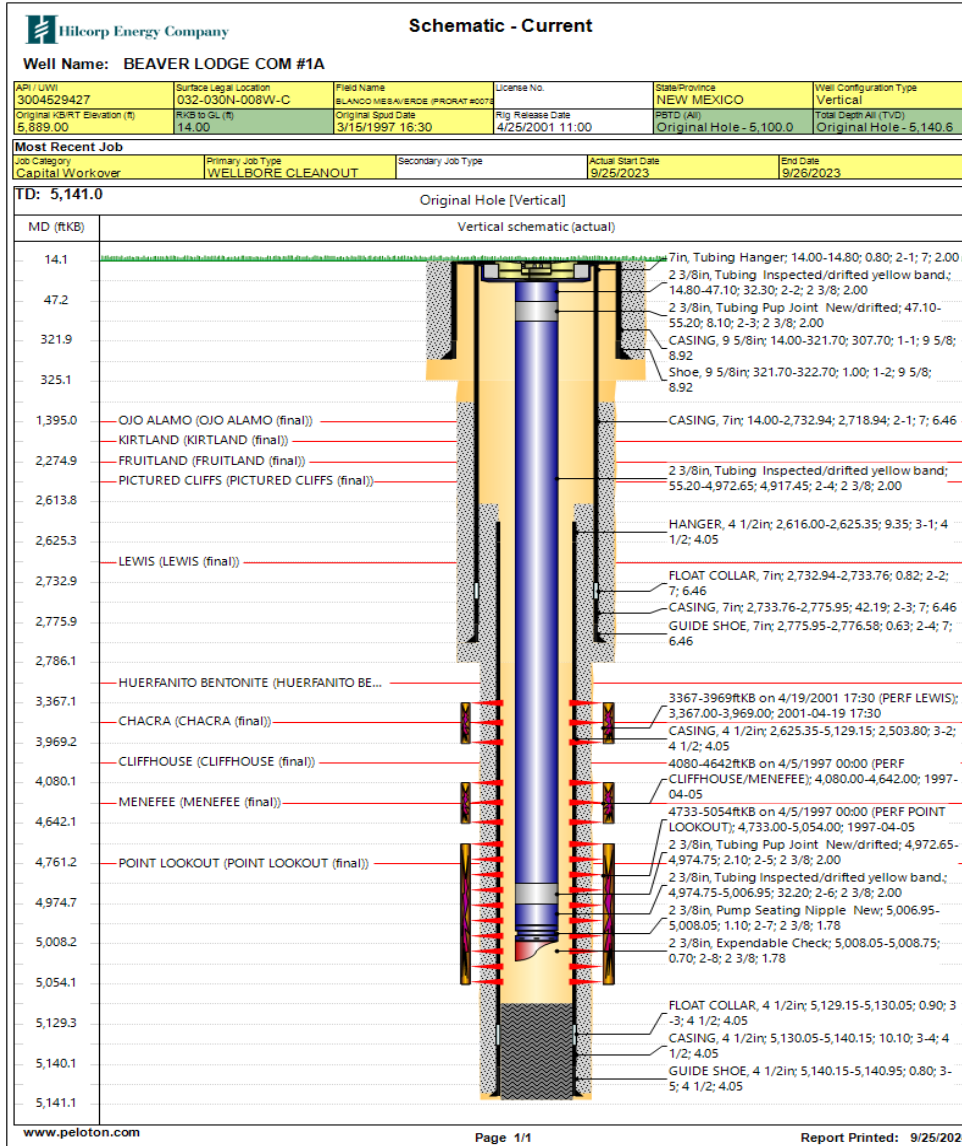 Hilcorp Energy Company
Schematic - Current
Well Name: BEAVER LODGE COM #1A
API / UWI
3004529427
Surface Legal Location
032-030N-008W-C
Field Name
BLANCO MESAVERDE (PRORAT #0078
License No.
State/Province
NEW MEXICO
Well Configuration Type
Vertical
Original KB/RT Elevation (ft)
5,889.00
RKB to GL (ft)
14.00
Original Spud Date
3/15/1997 16:30
Rig Release Date
4/25/2001 11:00
PBTD (All)
Original Hole - 5,100.0
Total Depth All (TVD)
Original Hole - 5,140.6
Most Recent Job
Job Category
Capital Workover
Primary Job Type
WELLBORE CLEANOUT
Secondary Job Type
Actual Start Date
9/25/2023
End Date
9/26/2023
TD: 5,141.0
Original Hole [Vertical]
MD (ftKB)
Vertical schematic (actual)
14.1
47.2
321.9
325.1
1,395.0
2,274.9
2,613.8
2,625.3
2,732.9
2,775.9
2,786.1
3,367.1
3,969.2
4,080.1
4,642.1
4,761.2
4,974.7
5,008.2
5,054.1
5,129.3
5,140.1
5,141.1
OJO ALAMO (OJO ALAMO (final))
KIRTLAND (KIRTLAND (final))
FRUITLAND (FRUITLAND (final))
PICTURED CLIFFS (PICTURED CLIFFS (final))
LEWIS (LEWIS (final))
HUERFANITO BENTONITE (HUERFANITO BE...
CHACRA (CHACRA (final))
CLIFFHOUSE (CLIFFHOUSE (final))
MENEFEE (MENEFEE (final))
POINT LOOKOUT (POINT LOOKOUT (final))
7in, Tubing Hanger; 14.00-14.80; 0.80; 2-1; 7; 2.00
2 3/8in, Tubing Inspected/drifted yellow band.;
14.80-47.10; 32.30; 2-2; 2 3/8; 2.00
2 3/8in, Tubing Pup Joint New/drifted; 47.10-
55.20; 8.10; 2-3; 2 3/8; 2.00
CASING, 9 5/8in; 14.00-321.70; 307.70; 1-1; 9 5/8;
8.92
Shoe, 9 5/8in; 321.70-322.70; 1.00; 1-2; 9 5/8;
8.92
CASING, 7in; 14.00-2,732.94; 2,718.94; 2-1; 7; 6.46
2 3/8in, Tubing Inspected/drifted yellow band;
55.20-4,972.65; 4,917.45; 2-4; 2 3/8; 2.00
HANGER, 4 1/2in; 2,616.00-2,625.35; 9.35; 3-1; 4
1/2; 4.05
FLOAT COLLAR, 7in; 2,732.94-2,733.76; 0.82; 2-2;
7; 6.46
CASING, 7in; 2,733.76-2,775.95; 42.19; 2-3; 7; 6.46
GUIDE SHOE, 7in; 2,775.95-2,776.58; 0.63; 2-4; 7;
6.46
3367-3969ftKB on 4/19/2001 17:30 (PERF LEWIS);
3,367.00-3,969.00; 2001-04-19 17:30
CASING, 4 1/2in; 2,625.35-5,129.15; 2,503.80; 3-2;
4 1/2; 4.05
4080-4642ftKB on 4/5/1997 00:00 (PERF
CLIFFHOUSE/MENEFEE); 4,080.00-4,642.00; 1997-
04-05
4733-5054ftKB on 4/5/1997 00:00 (PERF POINT
LOOKOUT); 4,733.00-5,054.00; 1997-04-05
2 3/8in, Tubing Pup Joint New/drifted; 4,972.65-
4,974.75; 2.10; 2-5; 2 3/8; 2.00
2 3/8in, Tubing Inspected/drifted yellow band.;
4,974.75-5,006.95; 32.20; 2-6; 2 3/8; 2.00
2 3/8in, Pump Seating Nipple New; 5,006.95-
5,008.05; 1.10; 2-7; 2 3/8; 1.78
2 3/8in, Expendable Check; 5,008.05-5,008.75;
0.70; 2-8; 2 3/8; 1.78
FLOAT COLLAR, 4 1/2in; 5,129.15-5,130.05; 0.90; 3
-3; 4 1/2; 4.05
CASING, 4 1/2in; 5,130.05-5,140.15; 10.10; 3-4; 4
1/2; 4.05
GUIDE SHOE, 4 1/2in; 5,140.15-5,140.95; 0.80; 3-
5; 4 1/2; 4.05
www.peloton.com
Page 1/1
Report Printed: 9/25/202